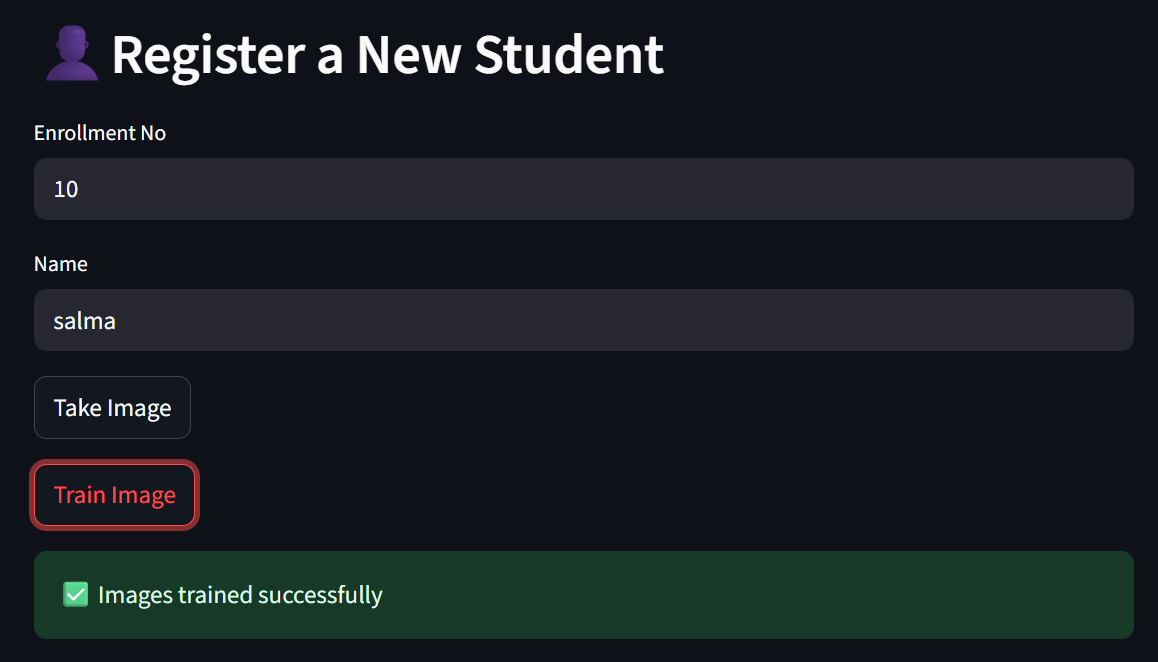 Register a New Student
Enrollment No
10
Name
salma
Take Image
Train Image
Images trained successfully